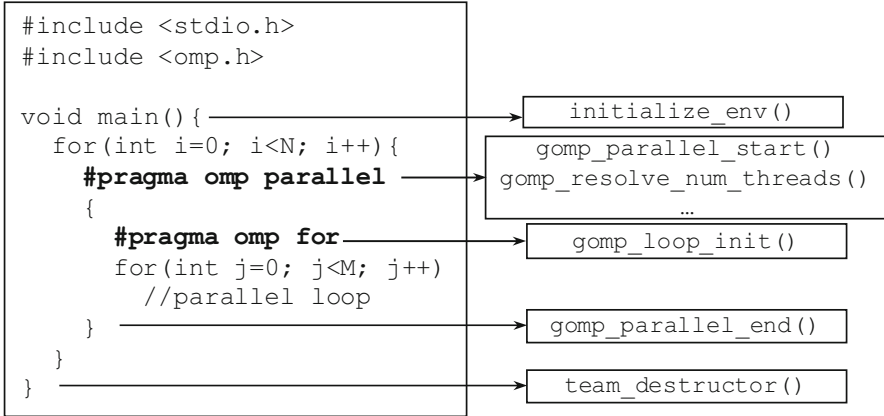 #include <stdio.h>
#include <omp.h>
void main(){
initialize_env()
for(int i=0; i<N; i++){
gomp_parallel_start()
#pragma omp parallel
gomp_resolve_num_threads()
…
{
#pragma omp for
gomp_loop_init()
for(int j=0; j<M; j++)
//parallel loop
}
gomp_parallel_end()
}
}
team_destructor()